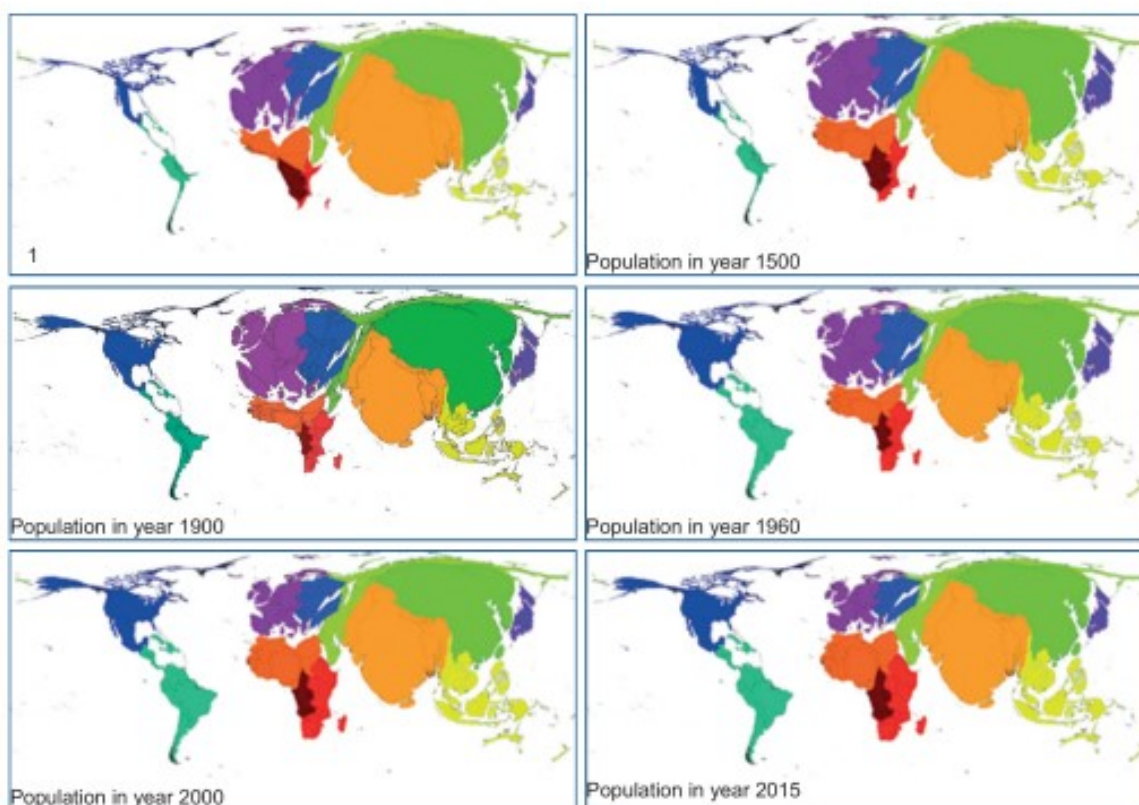 1
Population in year 1500
Population in year 1900
Population in year 1960
Population in year 2000
Population in year 2015